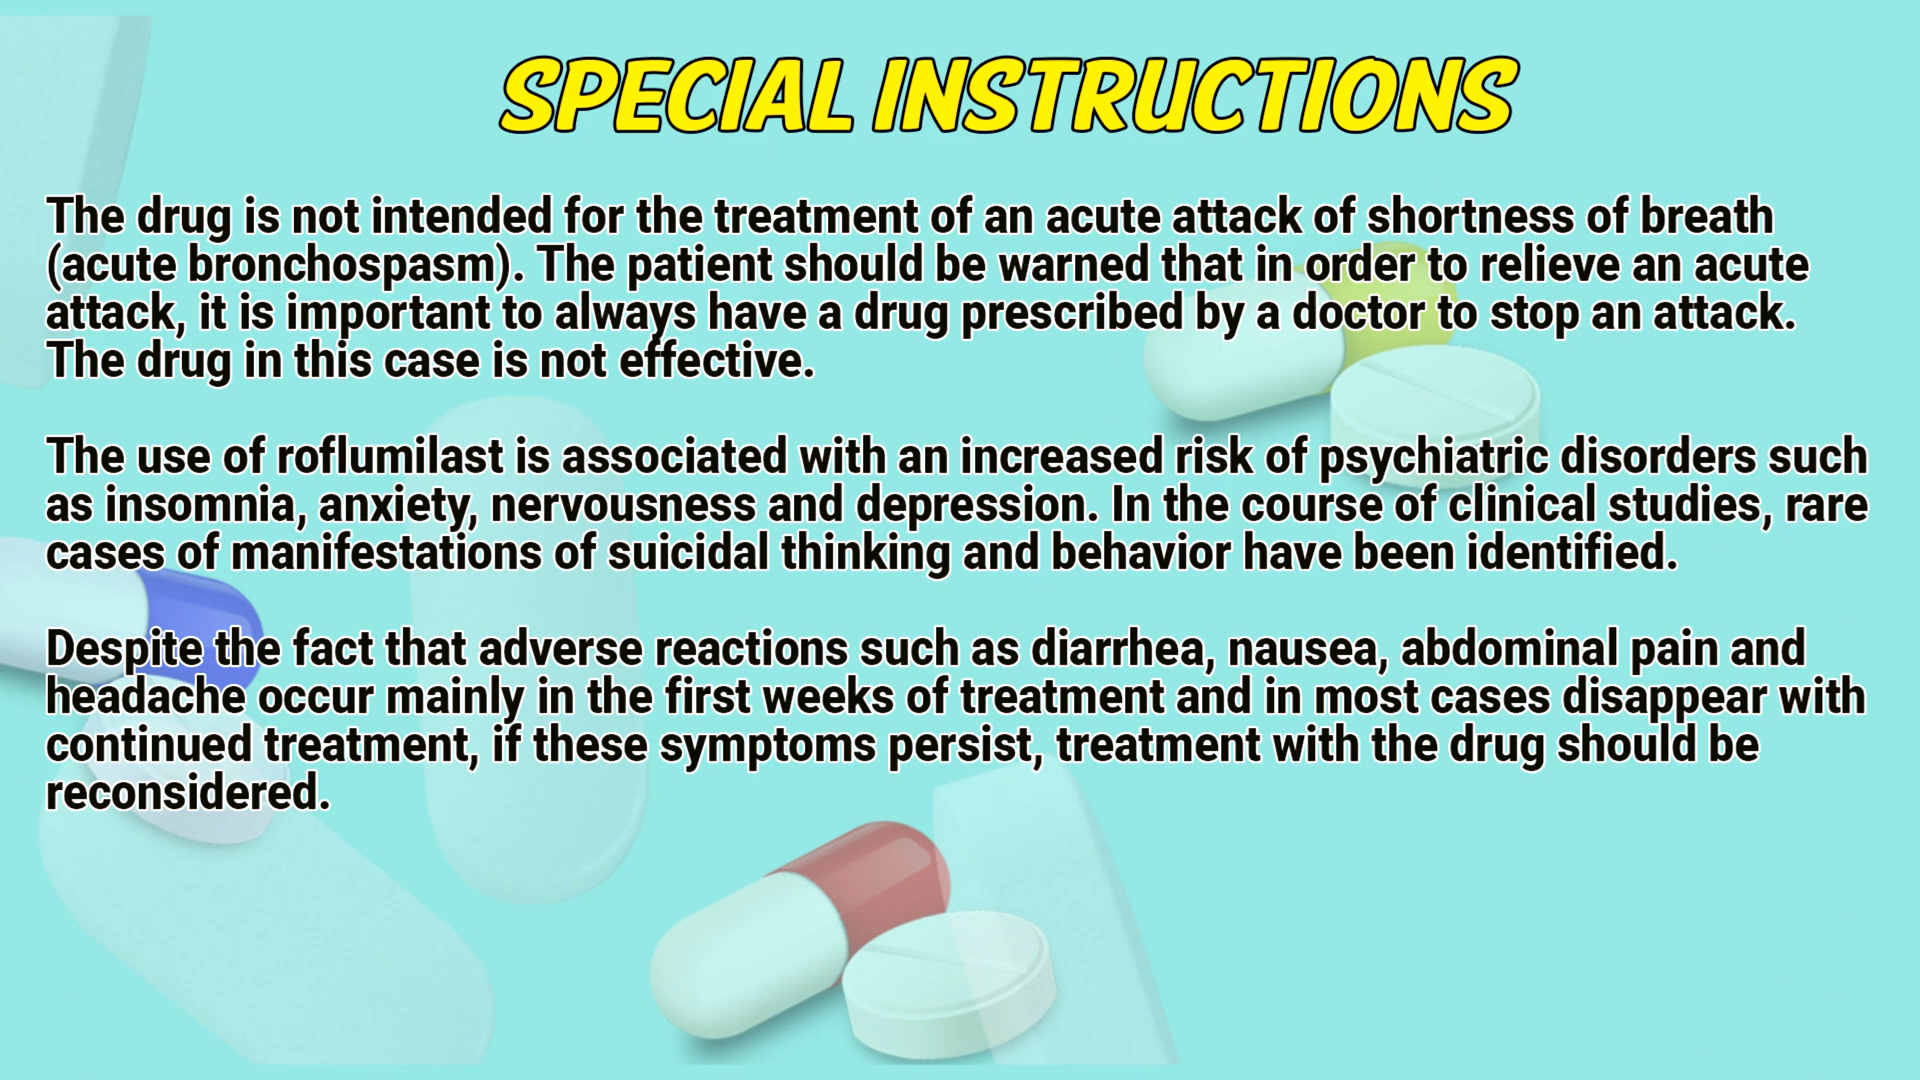 SPECIAL INSTRUCTIONS
The drug is not intended for the treatment of an acute attack of shortness of breath
(acute bronchospasm). The patient should be warned that in order to relieve an acute
attack, it is important to always have a drug prescribed by a doctor to stop an attack.
The drug in this case is not effective.
The use of roflumilast is associated with an increased risk of psychiatric disorders such
as insomnia, anxiety, nervousness and depression. In the course of clinical studies, rare
cases of manifestations of suicidal thinking and behavior have been identified.
Despite the fact that adverse reactions such as diarrhea, nausea, abdominal pain and
headache occur mainly in the first weeks of treatment and in most cases disappear with
continued treatment, if these symptoms persist, treatment with the drug should be
reconsidered.